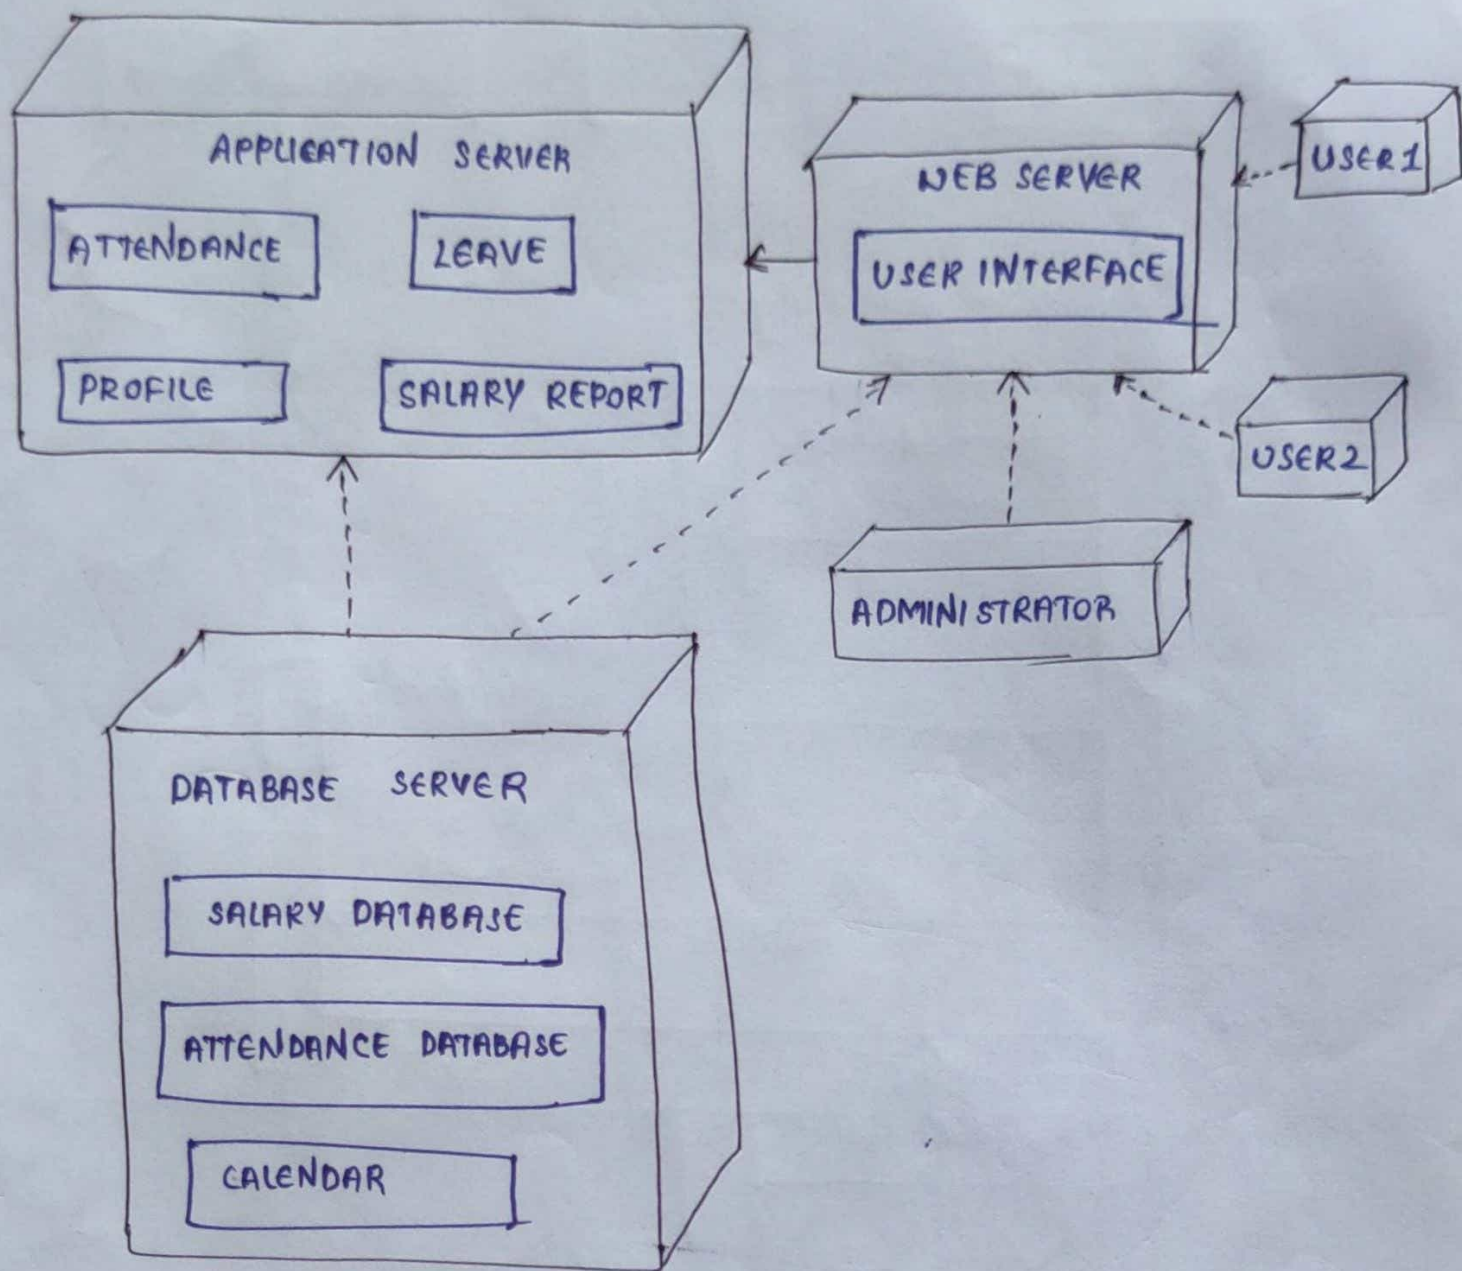 APPLICATION SERVER
ATTENDANCE
LEAVE
PROFILE
SALARY REPORT
WEB SERVER
USER INTERFACE
USER1
USER2
ADMINISTRATOR
DATABASE SERVER
SALARY DATABASE
ATTENDANCE DATABASE
CALENDAR